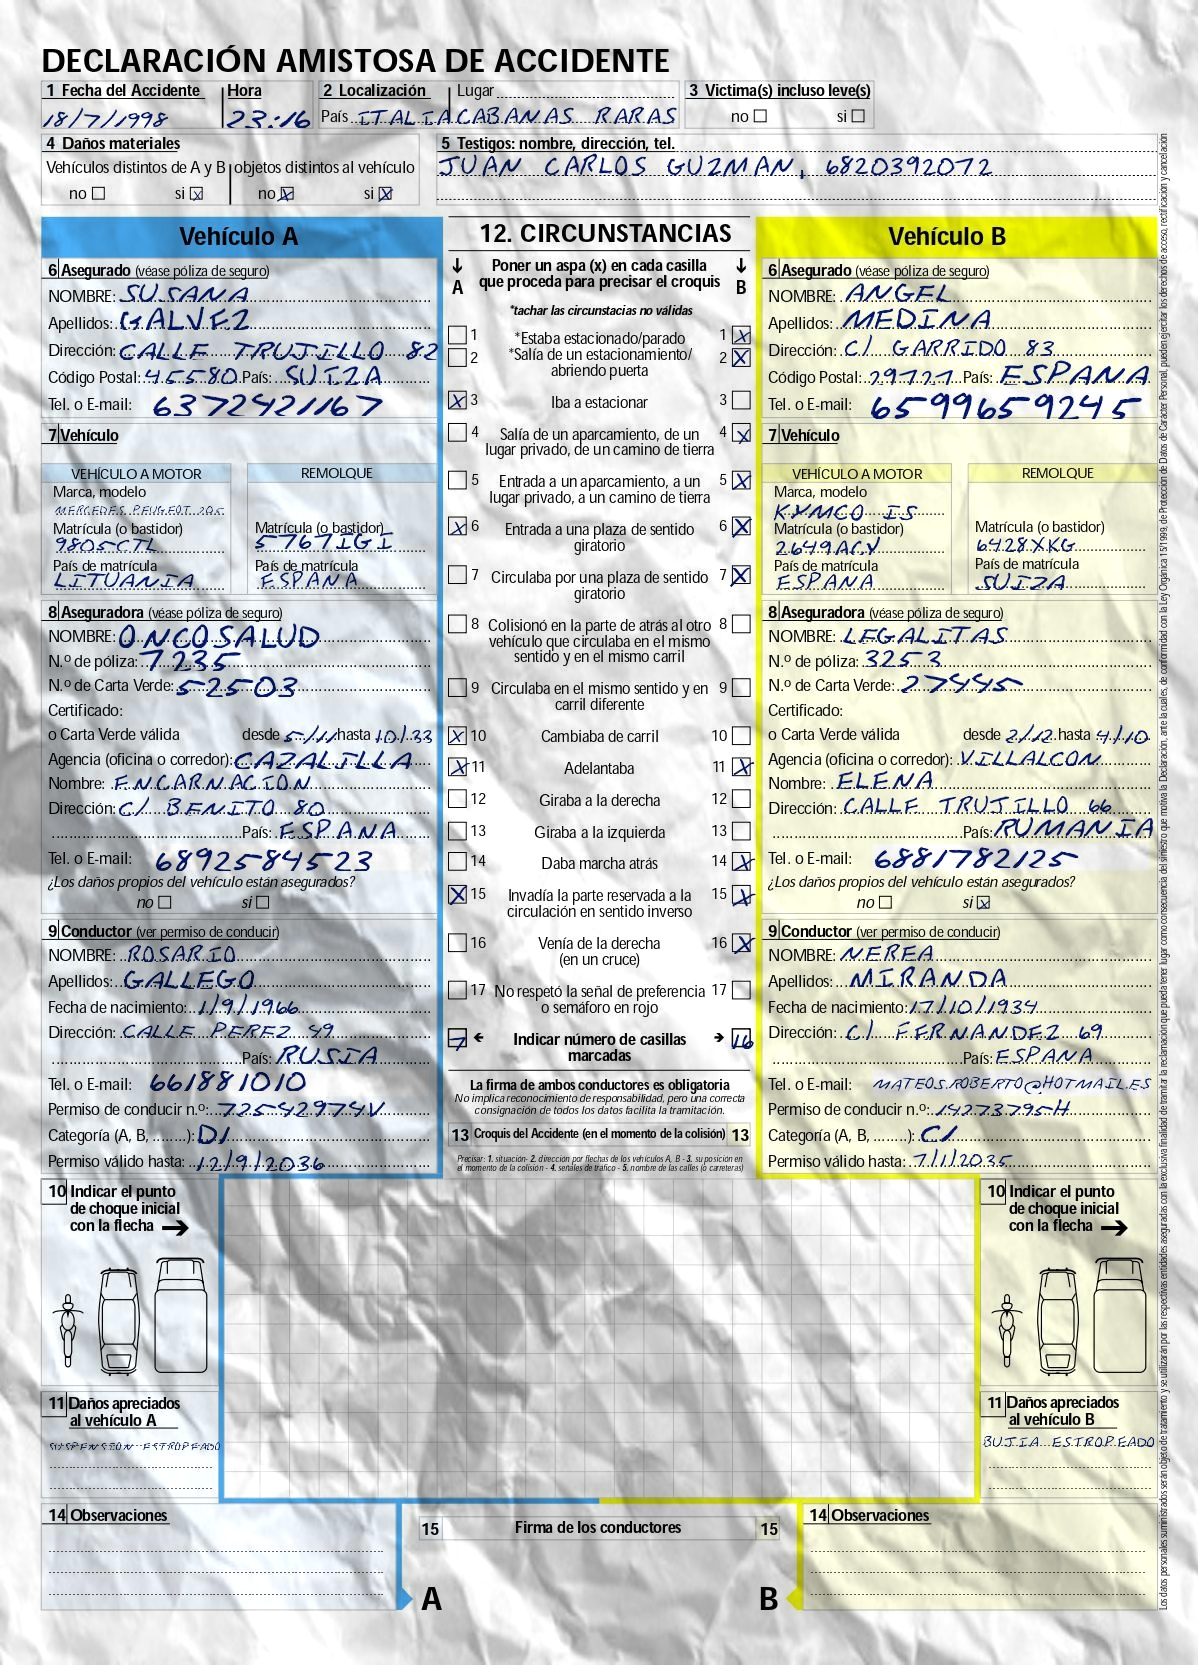 DECLARACIÓN AMISTOSA DE ACCIDENTE
1 Fecha del Accidente
18/7/1998
Hora
23:16
2 Localización
País ITALIA
Lugar
CABANAS RARAS
3 Victima(s) incluso leve(s)
no si
4 Daños materiales
Vehículos distintos de A y B objetos distintos al vehículo
no si X no X si X
5 Testigos: nombre, dirección, tel.
JUAN CARLOS GUZMAN, 6820392072
Vehículo A
6 Asegurado (véase póliza de seguro)
NOMBRE: SUSANA
Apellidos: GALVEZ
Dirección: CALLE TRUJILLO 82
Código Postal: 45580 País: SUIZA
Tel. o E-mail: 6372421167
7 Vehículo
VEHÍCULO A MOTOR
Marca, modelo
MERCEDES PEUGEOT 205
Matrícula (o bastidor)
9805CTL
País de matrícula
LITUANIA
REMOLQUE
Matrícula (o bastidor)
5767IGI
País de matrícula
ESPANA
8 Aseguradora (véase póliza de seguro)
NOMBRE: ONCOSALUD
N.º de póliza: 7235
N.º de Carta Verde: 52503
Certificado:
o Carta Verde válida desde 5/11 hasta 10/33
Agencia (oficina o corredor): CAZALILLA
Nombre: ENCARNACION
Dirección: C/ BENITO 80
País: ESPANA
Tel. o E-mail: 6892584523
¿Los daños propios del vehículo están asegurados?
no si
9 Conductor (ver permiso de conducir)
NOMBRE: ROSARIO
Apellidos: GALLEGO
Fecha de nacimiento: 1/9/1966
Dirección: CALLE PEREZ 49
País: RUSIA
Tel. o E-mail: 661881010
Permiso de conducir n.º: 72542974V
Categoría (A, B, ........): D1
Permiso válido hasta: 12/9/2036
12. CIRCUNSTANCIAS
A
Poner un aspa (x) en cada casilla
que proceda para precisar el croquis
B
*tachar las circunstacias no válidas
1 *Estaba estacionado/parado 1 X
2 *Salía de un estacionamiento/ 2 X
abriendo puerta
X 3 Iba a estacionar 3
4 Salía de un aparcamiento, de un 4 X
lugar privado, de un camino de tierra
5 Entrada a un aparcamiento, a un 5 X
lugar privado, a un camino de tierra
X 6 Entrada a una plaza de sentido 6 X
giratorio
7 Circulaba por una plaza de sentido 7 X
giratorio
8 Colisionó en la parte de atrás al otro 8
vehículo que circulaba en el mismo
sentido y en el mismo carril
9 Circulaba en el mismo sentido y en 9
carril diferente
X 10 Cambiaba de carril 10
X 11 Adelantaba 11 X
12 Giraba a la derecha 12
13 Giraba a la izquierda 13
14 Daba marcha atrás 14 X
X 15 Invadía la parte reservada a la 15 X
circulación en sentido inverso
16 Venía de la derecha 16 X
(en un cruce)
17 No respetó la señal de preferencia 17
o semáforo en rojo
7 Indicar número de casillas 16
marcadas
La firma de ambos conductores es obligatoria
No implica reconocimiento de responsabilidad, pero una correcta
consignación de todos los datos facilita la tramitación.
13 Croquis del Accidente (en el momento de la colisión) 13
Precisar: 1. situación- 2. dirección por flechas de los vehículos A, B - 3. su posición en
el momento de la colisión - 4. señales de tráfico - 5. nombre de las calles (o carreteras)
Vehículo B
6 Asegurado (véase póliza de seguro)
NOMBRE: ANGEL
Apellidos: MEDINA
Dirección: C/ GARRIDO 83
Código Postal: 29727 País: ESPANA
Tel. o E-mail: 6599659245
7 Vehículo
VEHÍCULO A MOTOR
Marca, modelo
KYMCO IS
Matrícula (o bastidor)
2649ACV
País de matrícula
ESPANA
REMOLQUE
Matrícula (o bastidor)
6428XKG
País de matrícula
SUIZA
8 Aseguradora (véase póliza de seguro)
NOMBRE: LEGALITAS
N.º de póliza: 3253
N.º de Carta Verde: 27445
Certificado:
o Carta Verde válida desde 2/12 hasta 4/10
Agencia (oficina o corredor): VILLALCON
Nombre: ELENA
Dirección: CALLE TRUJILLO 66
País: RUMANIA
Tel. o E-mail: 6881782125
¿Los daños propios del vehículo están asegurados?
no si X
9 Conductor (ver permiso de conducir)
NOMBRE: NEREA
Apellidos: MIRANDA
Fecha de nacimiento: 17/10/1934
Dirección: C/ FERNANDEZ 69
País: ESPANA
Tel. o E-mail: MATEOS.ROBERTO@HOTMAIL.ES
Permiso de conducir n.º: 14273795H
Categoría (A, B, ........): C1
Permiso válido hasta: 7/1/2035
10 Indicar el punto
de choque inicial
con la flecha
11 Daños apreciados
al vehículo A
SUSPENSION ESTROPEADO
14 Observaciones
15 Firma de los conductores 15
A B
10 Indicar el punto
de choque inicial
con la flecha
11 Daños apreciados
al vehículo B
BUJIA ESTROPEADO
14 Observaciones
Los datos personales suministrados serán objeto de tratamiento y se utilizarán por las respectivas entidades aseguradas con la exclusiva finalidad de tramitar la reclamación que pueda tener lugar como consecuencia del siniestro que motiva la Declaración, ante la cuales, de conformidad con la Ley Orgánica 15/1999, de Protección de Datos de Carácter Personal, pueden ejercitar los derechos de acceso, rectificación y cancelación